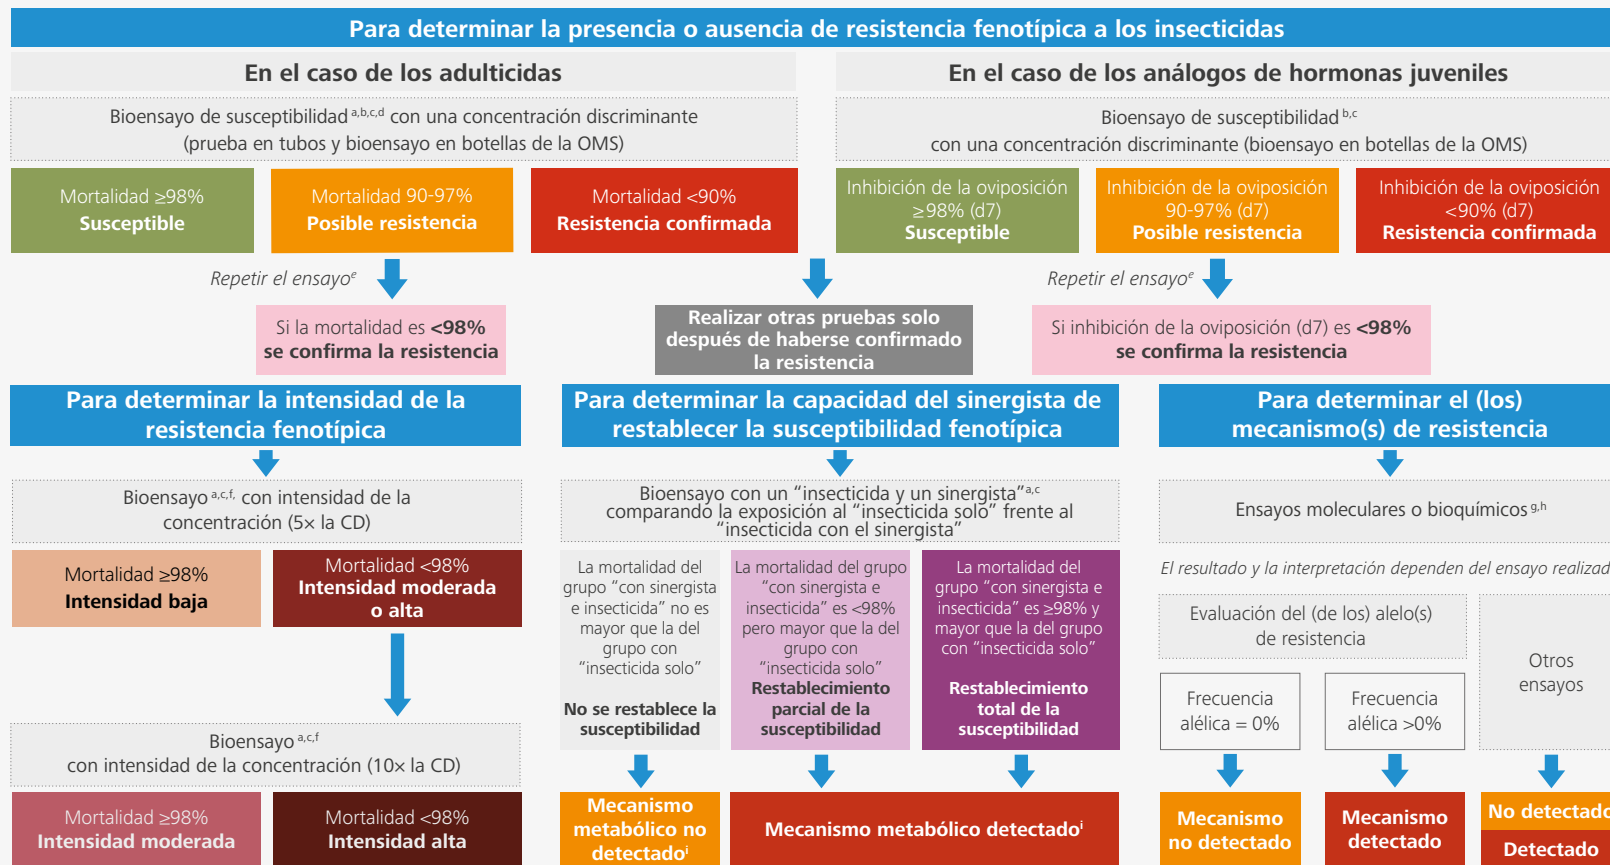 Para determinar la presencia o ausencia de resistencia fenotípica a los insecticidas
En el caso de los adulticidas
Bioensayo de susceptibilidad a,b,c,d con una concentración discriminante
(prueba en tubos y bioensayo en botellas de la OMS)
Mortalidad ≥98%
Susceptible
Mortalidad 90-97%
Posible resistencia
Mortalidad <90%
Resistencia confirmada
En el caso de los análogos de hormonas juveniles
Bioensayo de susceptibilidad b,c
con una concentración discriminante (bioensayo en botellas de la OMS)
Inhibición de la oviposición
≥98% (d7)
Susceptible
Inhibición de la oviposición
90-97% (d7)
Posible resistencia
Inhibición de la oviposición
<90% (d7)
Resistencia confirmada
Repetir el ensayo e
Si la mortalidad es <98%
se confirma la resistencia
Realizar otras pruebas solo
después de haberse confirmado
la resistencia
Repetir el ensayo e
Si inhibición de la oviposición (d7) es <98%
se confirma la resistencia
Para determinar la intensidad de la
resistencia fenotípica
Bioensayo a,c,f, con intensidad de la
concentración (5× la CD)
Mortalidad ≥98%
Intensidad baja
Mortalidad <98%
Intensidad moderada
o alta
Bioensayo a,c,f
con intensidad de la concentración (10× la CD)
Mortalidad ≥98%
Intensidad moderada
Mortalidad <98%
Intensidad alta
Para determinar la capacidad del sinergista de
restablecer la susceptibilidad fenotípica
Bioensayo con un “insecticida y un sinergista” a,c
comparando la exposición al “insecticida solo” frente al
“insecticida con el sinergista”
La mortalidad del
grupo “con sinergista
e insecticida” no es
mayor que la del
grupo con
“insecticida solo”
No se restablece la
susceptibilidad
La mortalidad del grupo
“con sinergista e
insecticida” es <98%
pero mayor que la del
grupo con
“insecticida solo”
Restablecimiento
parcial de la
susceptibilidad
La mortalidad del
grupo “con sinergista e
insecticida” es ≥98% y
mayor que la del grupo
con “insecticida solo”
Restablecimiento
total de la
susceptibilidad
Mecanismo
metabólico no
detectado i
Mecanismo metabólico detectado i
Para determinar el (los)
mecanismo(s) de resistencia
Ensayos moleculares o bioquímicos g,h
El resultado y la interpretación dependen del ensayo realizad
Evaluación del (de los) alelo(s)
de resistencia
Frecuencia
alélica = 0%
Frecuencia
alélica >0%
Otros
ensayos
Mecanismo
no detectado
Mecanismo
detectado
No detectado
Detectado